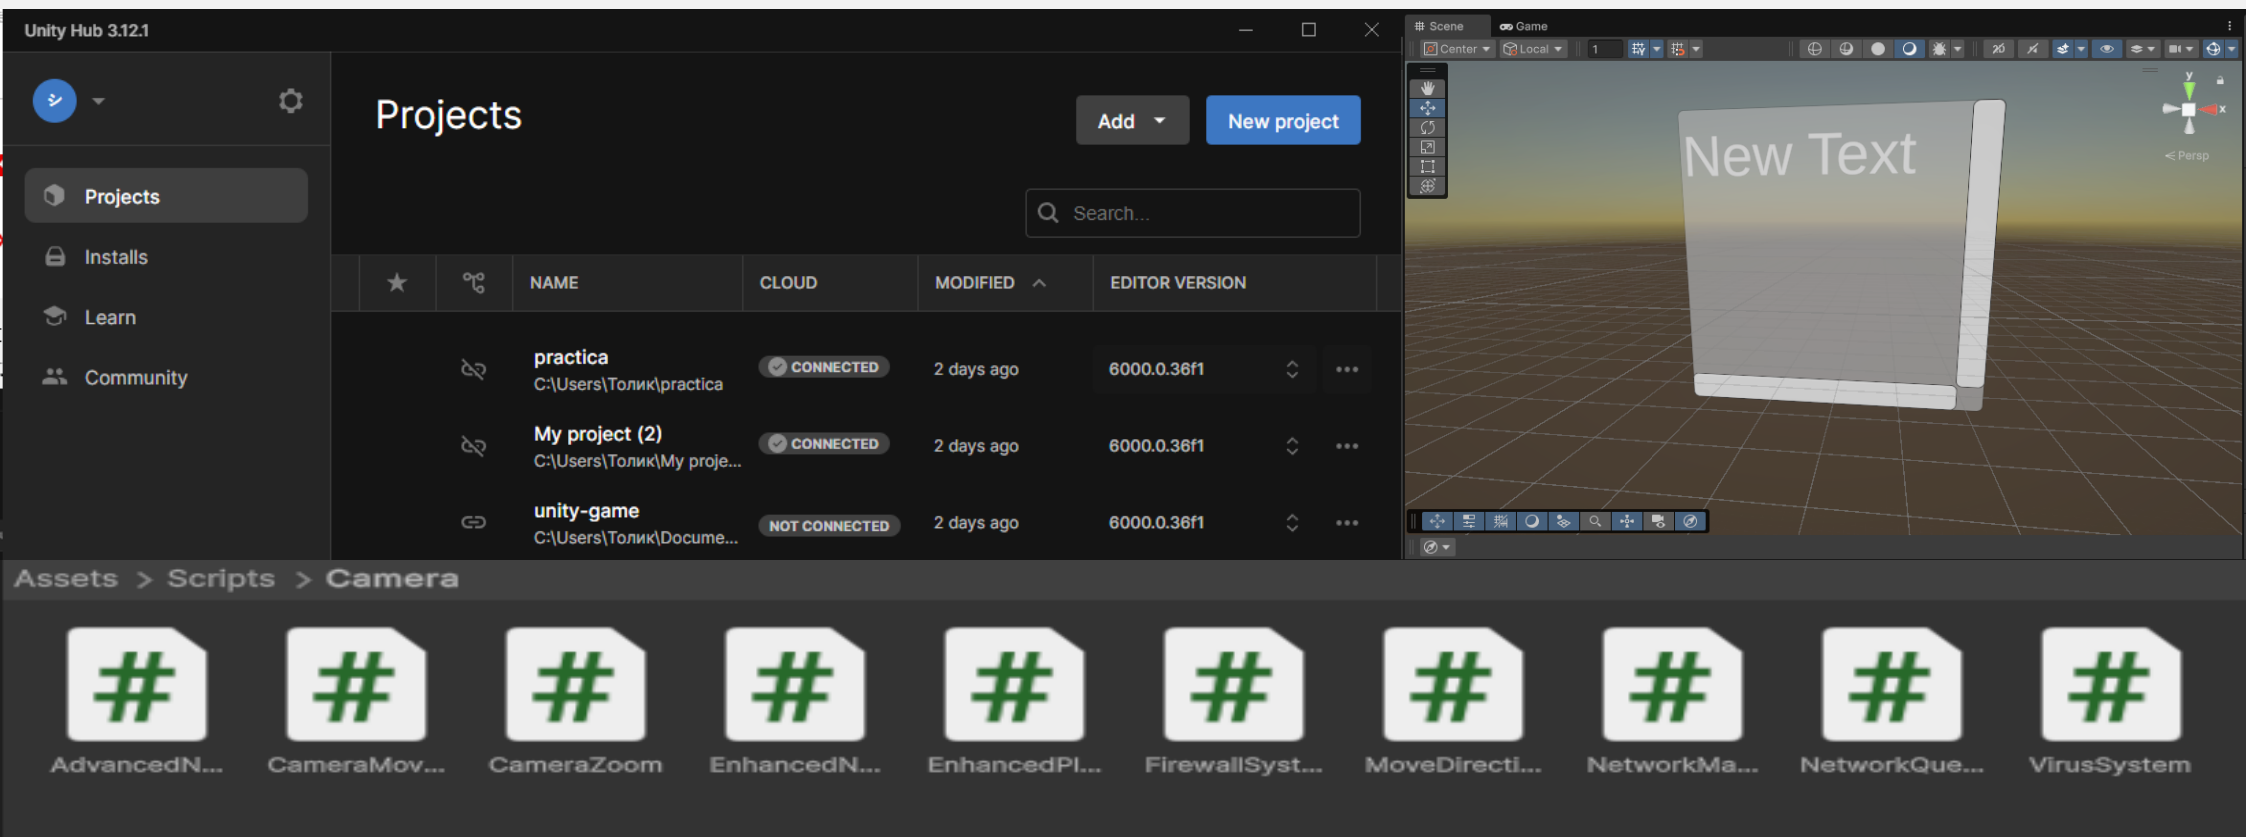 Unity Hub 3.12.1
Projects
Add
New project
Projects
Installs
Learn
Community
Search...
NAME CLOUD MODIFIED EDITOR VERSION
practica CONNECTED 2 days ago 6000.0.36f1
C:\Users\Толик\practica
My project (2) CONNECTED 2 days ago 6000.0.36f1
C:\Users\Толик\My proje...
unity-game NOT CONNECTED 2 days ago 6000.0.36f1
C:\Users\Толик\Docume...
Scene Game
Center Local 1 2D
y
x
Persp
New Text
Assets > Scripts > Camera
AdvancedN... CameraMov... CameraZoom EnhancedN... EnhancedPl... FirewallSyst... MoveDirecti... NetworkMa... NetworkQue... VirusSystem